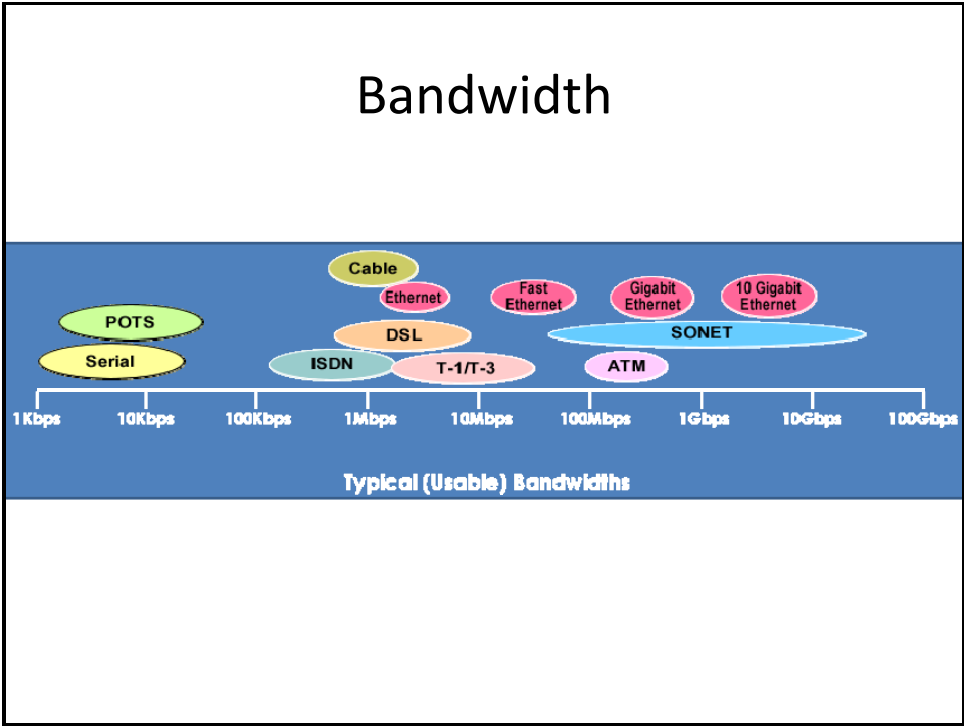 Bandwidth
Cable
Ethernet
Fast
Ethernet
Gigabit
Ethernet
10 Gigabit
Ethernet
POTS
DSL
SONET
Serial
ISDN
T-1/T-3
ATM
1Kbps 10Kbps 100Kbps 1Mbps 10Mbps 100Mbps 1Gbps 10Gbps 100Gbps
Typical (Usable) Bandwidths